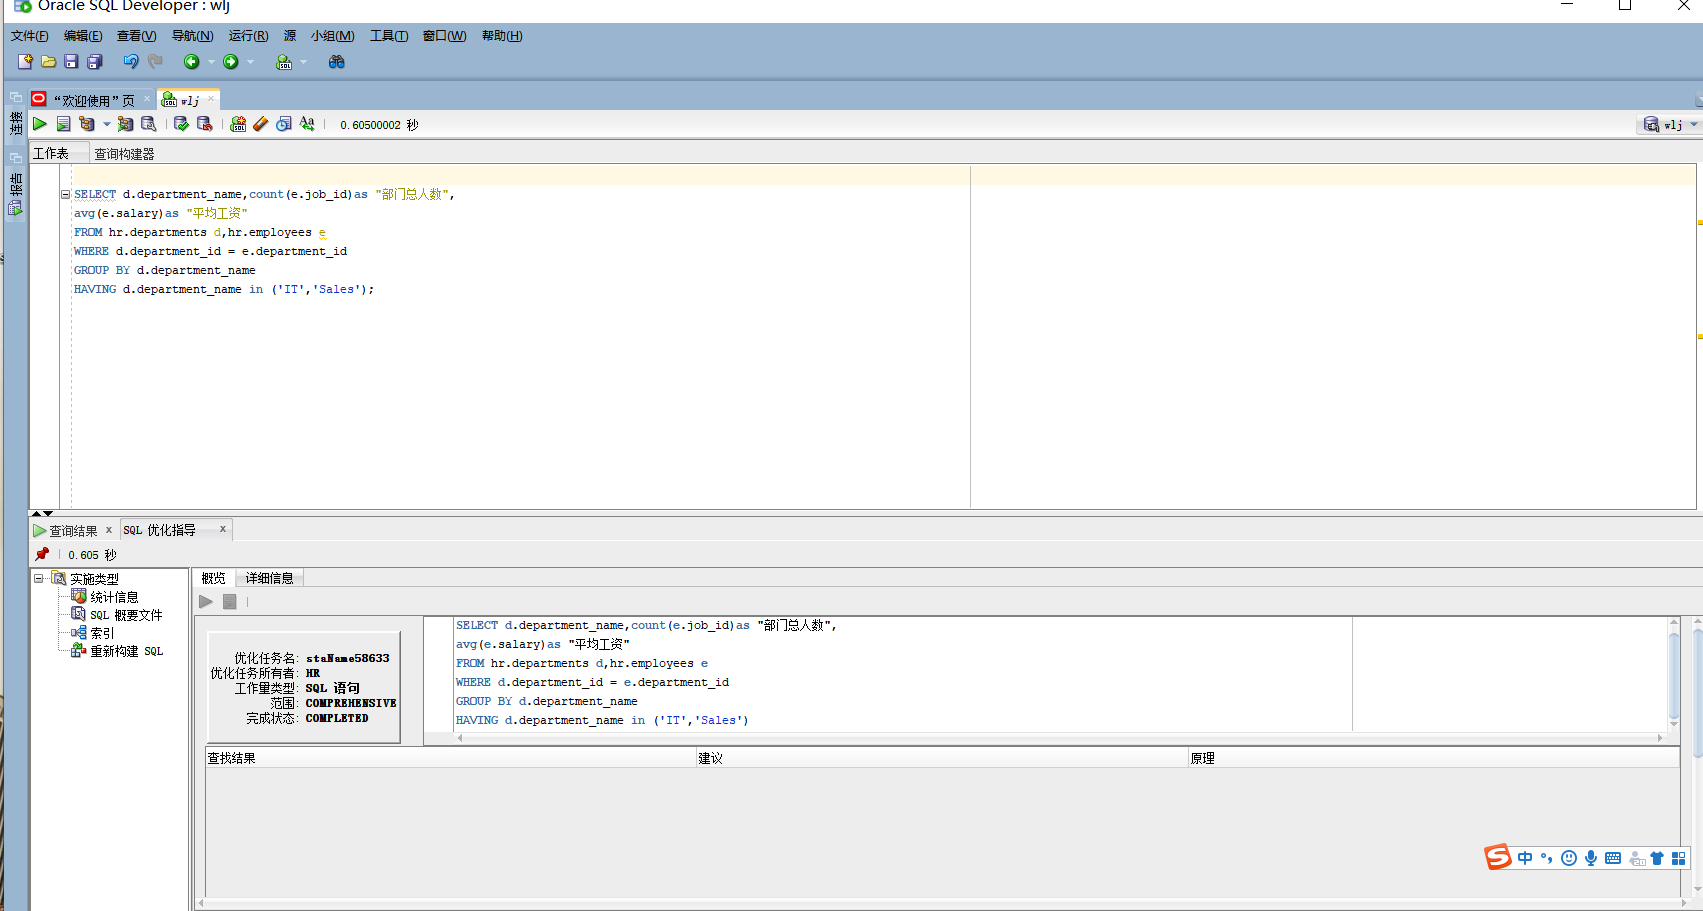 Oracle SQL Developer : wlj
文件(F) 编辑(E) 查看(V) 导航(N) 运行(R) 源 小组(M) 工具(T) 窗口(W) 帮助(H)
“欢迎使用”页 wlj
0.60500002 秒
wlj
连接
报告
工作表 查询构建器
SELECT d.department_name,count(e.job_id)as "部门总人数",
avg(e.salary)as "平均工资"
FROM hr.departments d,hr.employees e
WHERE d.department_id = e.department_id
GROUP BY d.department_name
HAVING d.department_name in ('IT','Sales');
查询结果 SQL 优化指导
0.605 秒
实施类型
统计信息
SQL 概要文件
索引
重新构建 SQL
概览 详细信息
优化任务名: staName58633
优化任务所有者: HR
工作量类型: SQL 语句
范围: COMPREHENSIVE
完成状态: COMPLETED
SELECT d.department_name,count(e.job_id)as "部门总人数",
avg(e.salary)as "平均工资"
FROM hr.departments d,hr.employees e
WHERE d.department_id = e.department_id
GROUP BY d.department_name
HAVING d.department_name in ('IT','Sales')
查找结果 建议 原理
中